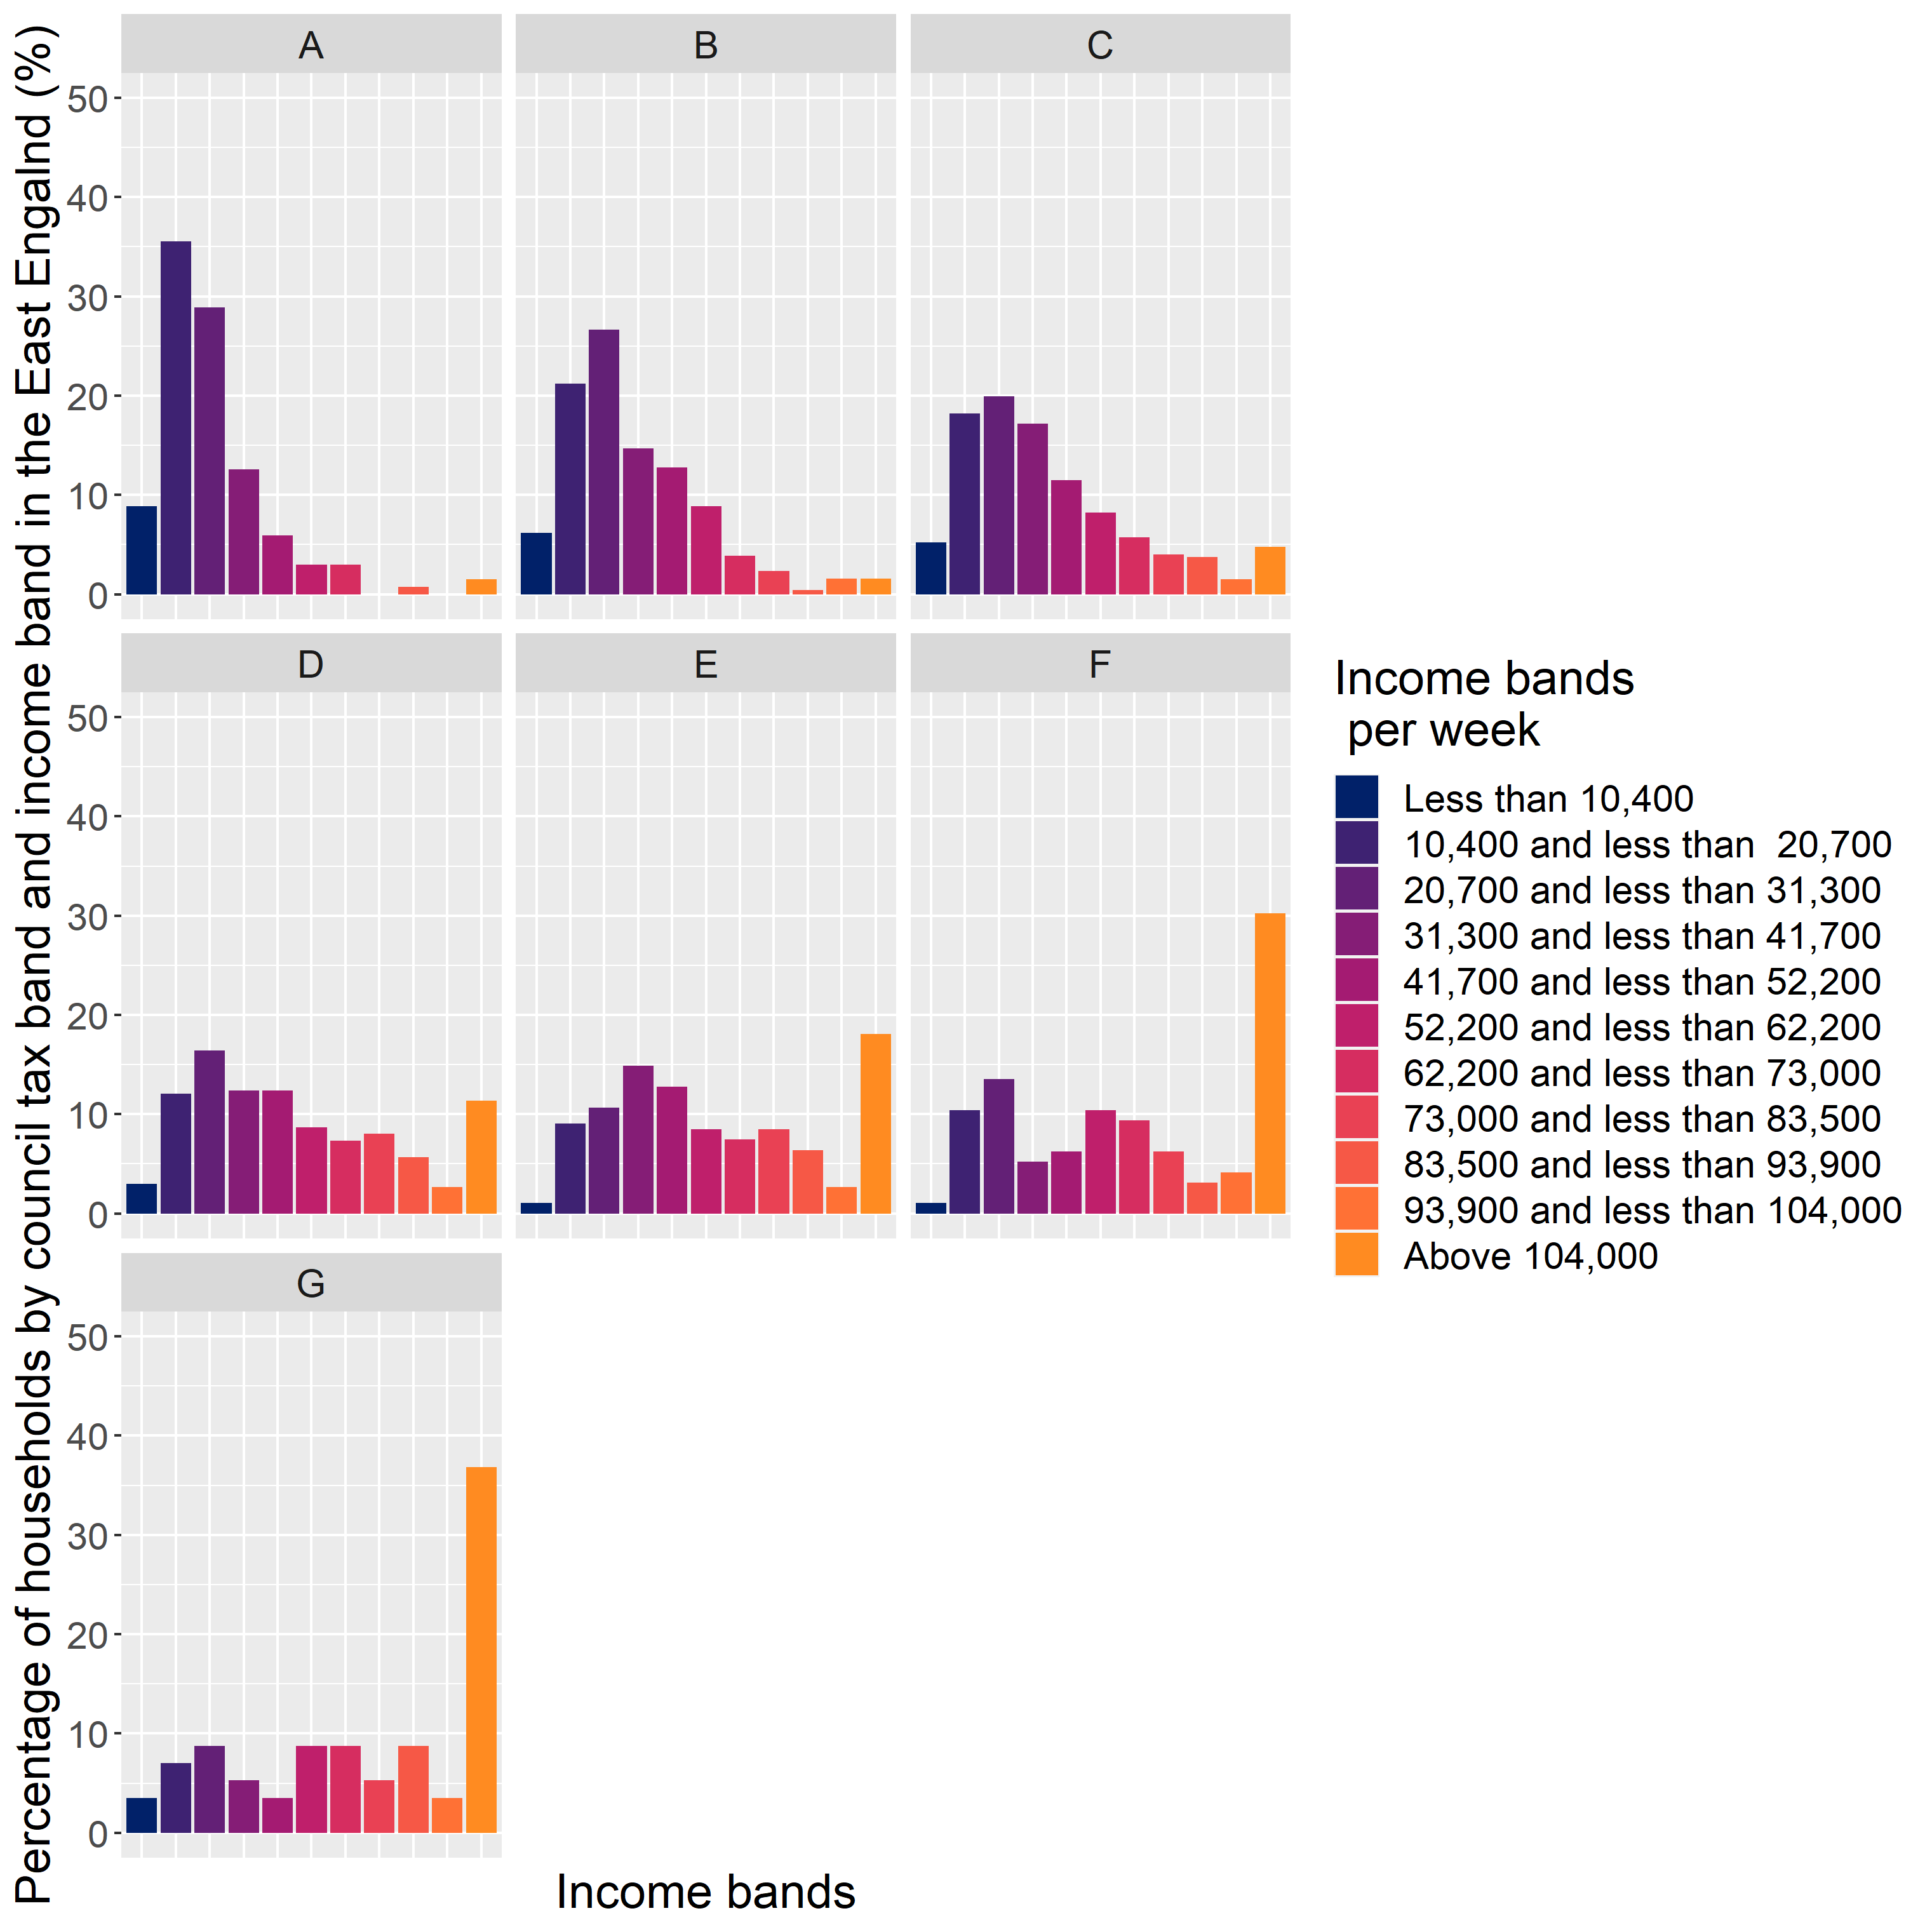 Percentage of households by council tax band and income band in the East Engalnd (%)
A
B
C
50
40
30
20
10
0
D
E
F
50
40
30
20
10
0
G
50
40
30
20
10
0
Income bands
Income bands
per week
Less than 10,400
10,400 and less than  20,700
20,700 and less than 31,300
31,300 and less than 41,700
41,700 and less than 52,200
52,200 and less than 62,200
62,200 and less than 73,000
73,000 and less than 83,500
83,500 and less than 93,900
93,900 and less than 104,000
Above 104,000